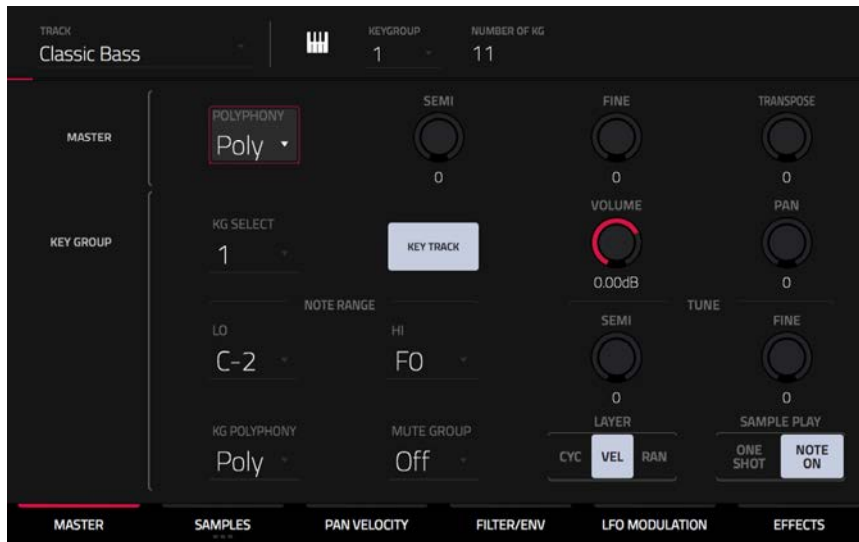 TRACK
Classic Bass
KEYGROUP
1
NUMBER OF KG
11
MASTER
POLYPHONY
Poly
SEMI
0
FINE
0
TRANSPOSE
0
KEY GROUP
KG SELECT
1
KEY TRACK
VOLUME
0.00dB
PAN
0
NOTE RANGE
TUNE
LO
C-2
HI
F0
SEMI
0
FINE
0
KG POLYPHONY
Poly
MUTE GROUP
Off
LAYER
CYC VEL RAN
SAMPLE PLAY
ONE
SHOT
NOTE
ON
MASTER SAMPLES PAN VELOCITY FILTER/ENV LFO MODULATION EFFECTS